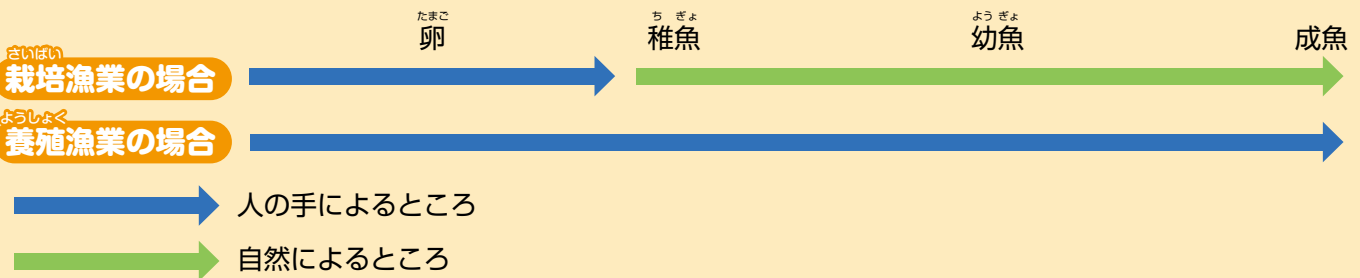 たまご ち ぎょ よう ぎょ
卵 稚魚 幼魚 成魚
さいばい
栽培漁業の場合
ようしょく
養殖漁業の場合
人の手によるところ
自然によるところ